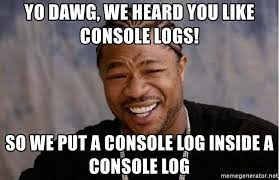 YO DAWG, WE HEARD YOU LIKE
CONSOLE LOGS!
SO WE PUT A CONSOLE LOG INSIDE A
CONSOLE LOG
memegenerator.net